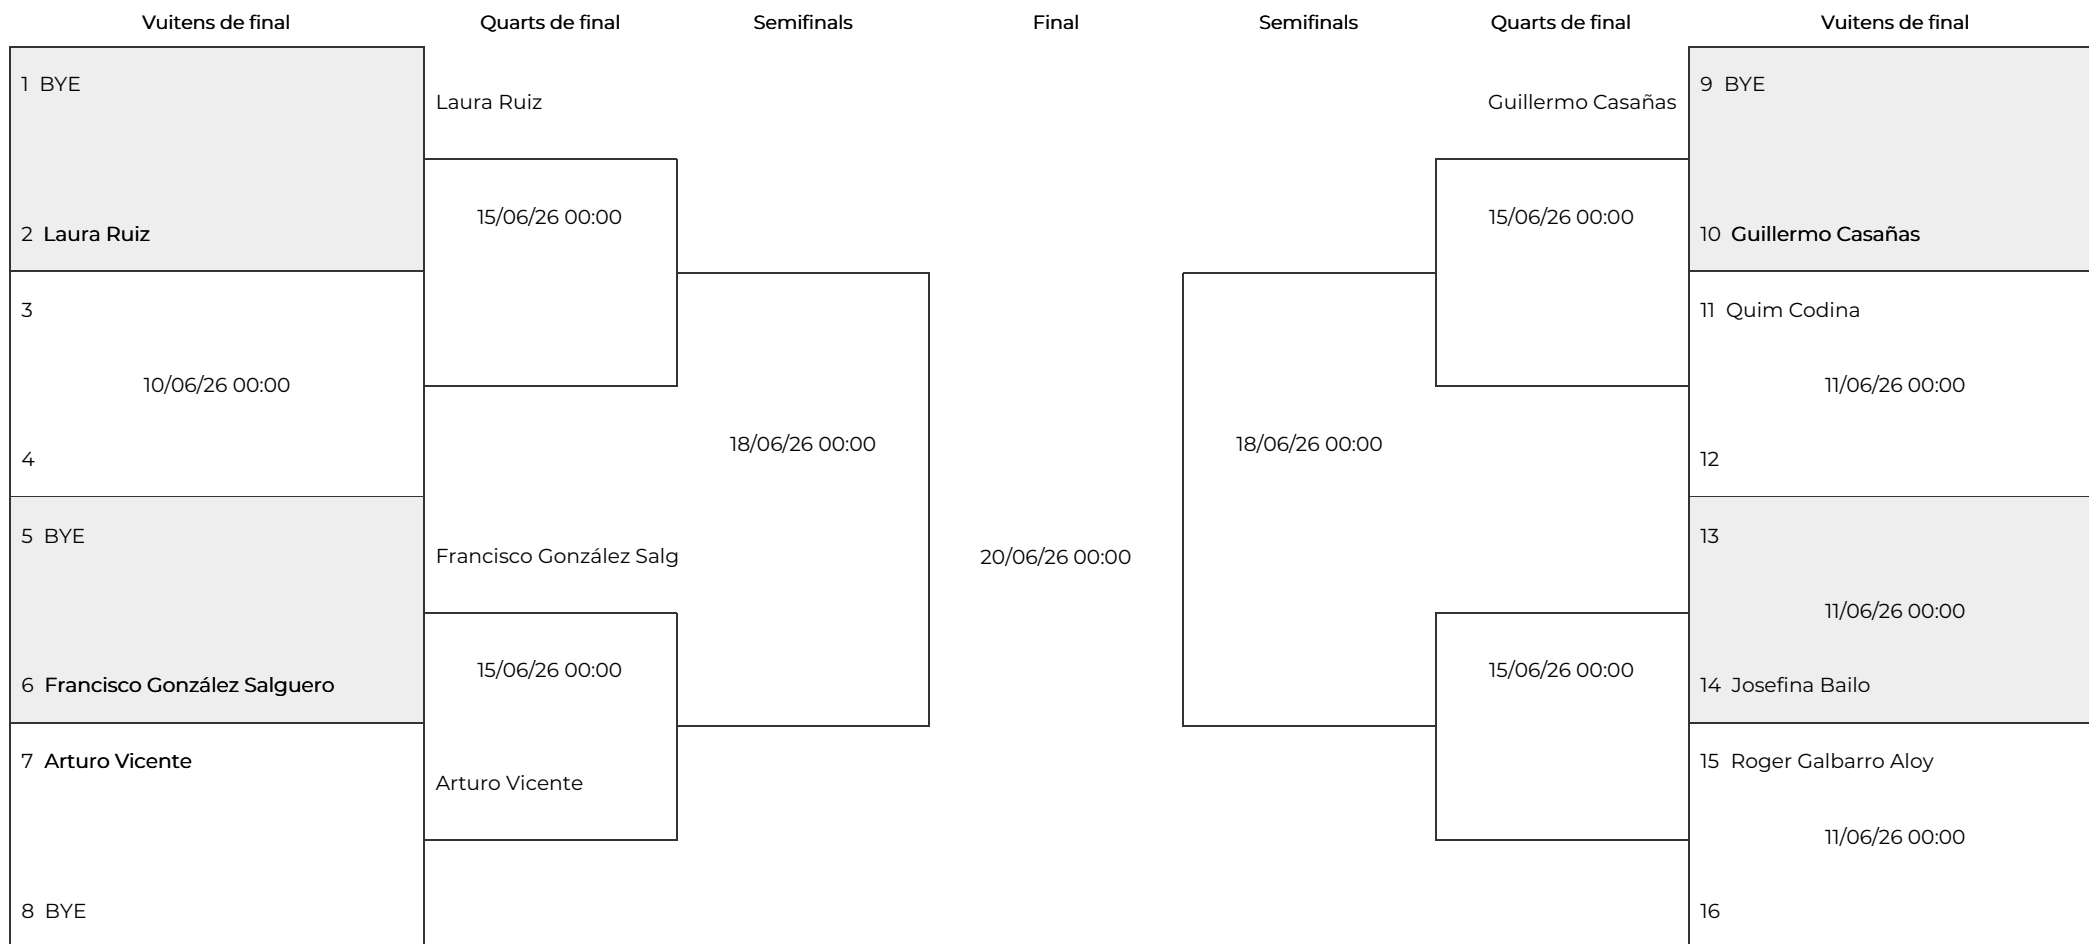 Vuitens de final Quarts de final Semifinals Final Semifinals Quarts de final Vuitens de final
1 BYE
Laura Ruiz
15/06/26 00:00
2 Laura Ruiz
3
10/06/26 00:00
4
18/06/26 00:00
5 BYE
Francisco González Salg
15/06/26 00:00
6 Francisco González Salguero
7 Arturo Vicente
Arturo Vicente
8 BYE
20/06/26 00:00
Guillermo Casañas
9 BYE
15/06/26 00:00
10 Guillermo Casañas
11 Quim Codina
11/06/26 00:00
18/06/26 00:00
12
13
11/06/26 00:00
15/06/26 00:00
14 Josefina Bailo
15 Roger Galbarro Aloy
11/06/26 00:00
16